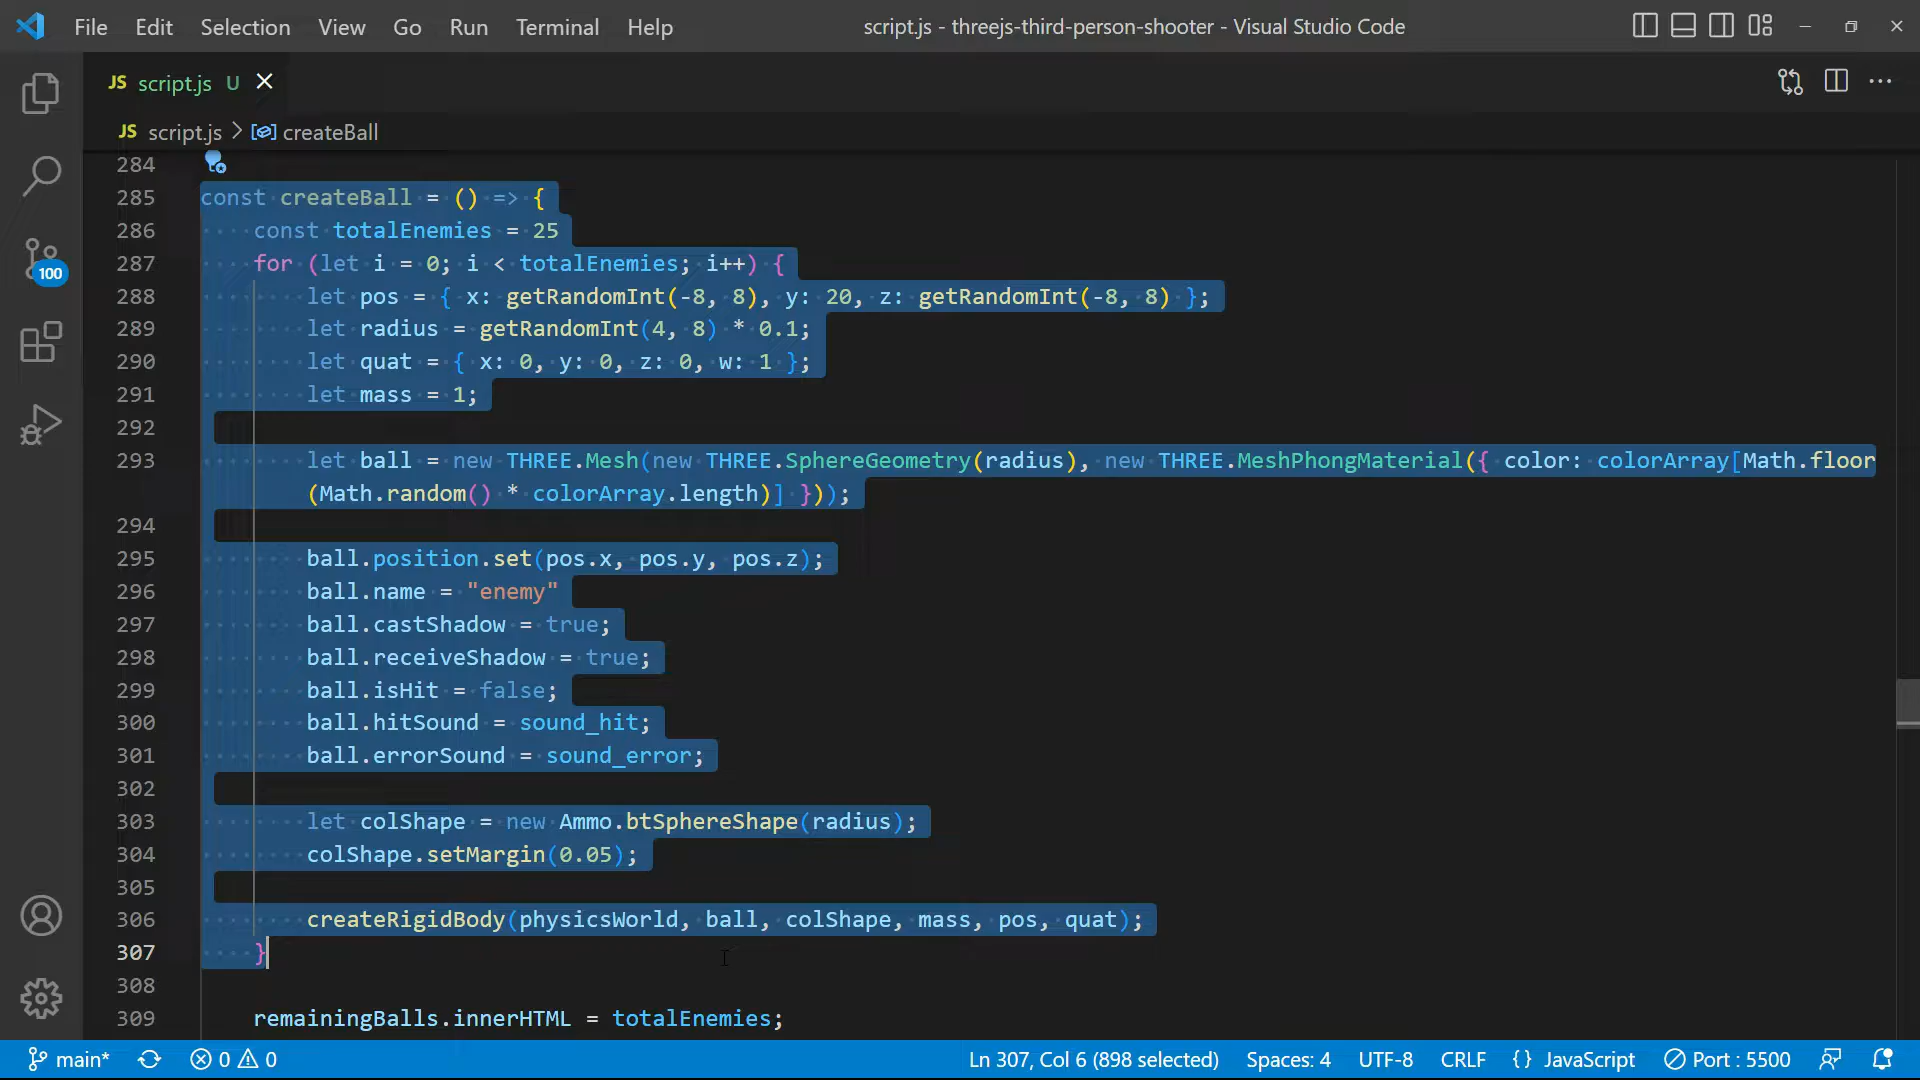 File Edit Selection View Go Run Terminal Help script.js - threejs-third-person-shooter - Visual Studio Code
JS script.js U
JS script.js > createBall
284
285 const createBall = () => {
286 const totalEnemies = 25
287 for (let i = 0; i < totalEnemies; i++) {
288 let pos = { x: getRandomInt(-8, 8), y: 20, z: getRandomInt(-8, 8) };
289 let radius = getRandomInt(4, 8) * 0.1;
290 let quat = { x: 0, y: 0, z: 0, w: 1 };
291 let mass = 1;
292
293 let ball = new THREE.Mesh(new THREE.SphereGeometry(radius), new THREE.MeshPhongMaterial({ color: colorArray[Math.floor
(Math.random() * colorArray.length)] }));
294
295 ball.position.set(pos.x, pos.y, pos.z);
296 ball.name = "enemy"
297 ball.castShadow = true;
298 ball.receiveShadow = true;
299 ball.isHit = false;
300 ball.hitSound = sound_hit;
301 ball.errorSound = sound_error;
302
303 let colShape = new Ammo.btSphereShape(radius);
304 colShape.setMargin(0.05);
305
306 createRigidBody(physicsWorld, ball, colShape, mass, pos, quat);
307 }
308
309 remainingBalls.innerHTML = totalEnemies;
100
main* 0 0 Ln 307, Col 6 (898 selected) Spaces: 4 UTF-8 CRLF {} JavaScript Port : 5500